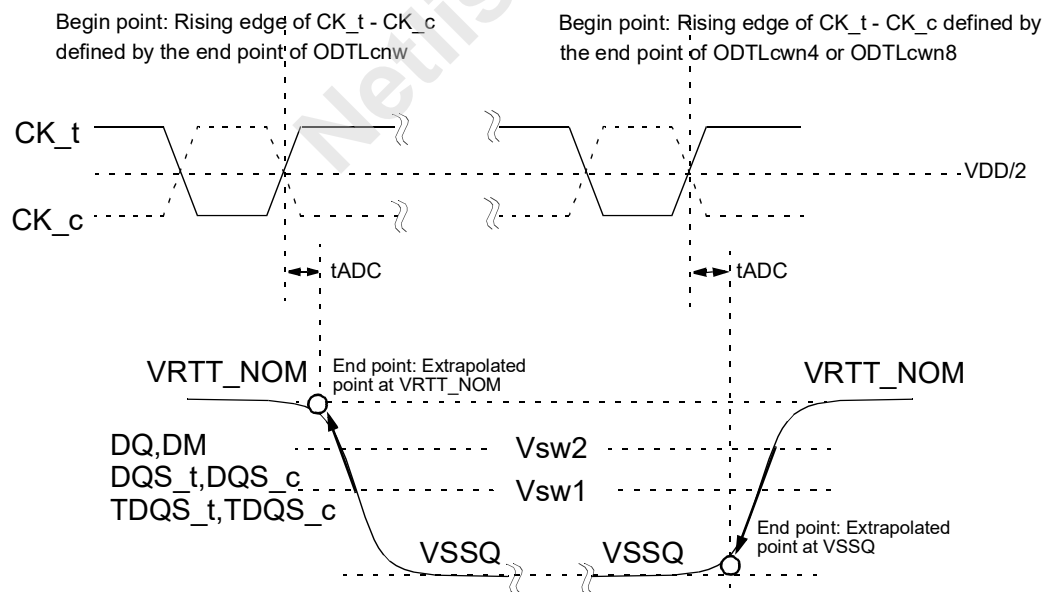 Begin point: Rising edge of CK_t - CK_c
defined by the end point of ODTLcnw
Begin point: Rising edge of CK_t - CK_c defined by
the end point of ODTLcwn4 or ODTLcwn8
Netlis
CK_t
VDD/2
CK_c
tADC
tADC
VRTT_NOM
End point: Extrapolated
point at VRTT_NOM
VRTT_NOM
DQ,DM
DQS_t,DQS_c
TDQS_t,TDQS_c
Vsw2
Vsw1
End point: Extrapolated
point at VSSQ
VSSQ
VSSQ